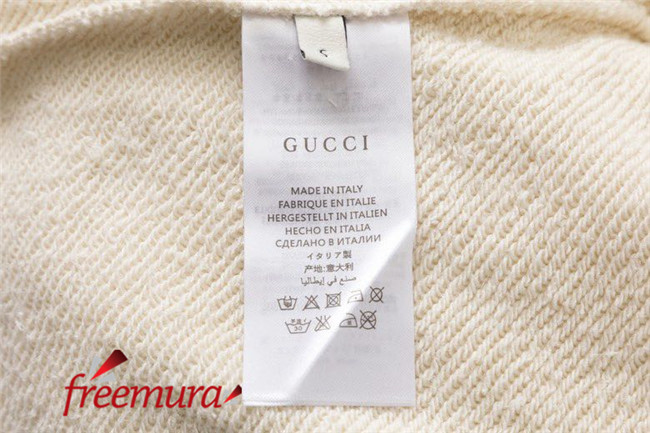 S
GUCCI
MADE IN ITALY
FABRIQUE EN ITALIE
HERGESTELLT IN ITALIEN
HECHO EN ITALIA
СДЕЛАНО В ИТАЛИИ
イタリア製
产地:意大利
صنع في إيطاليا
freemura